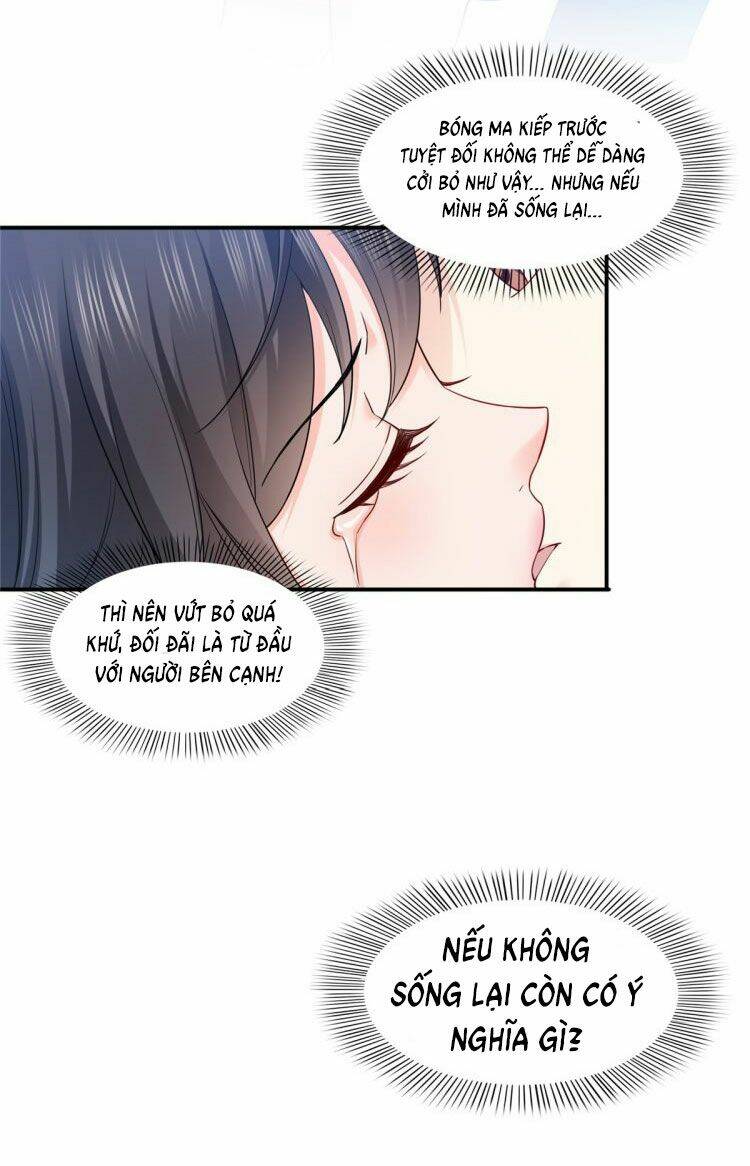 BÓNG MA KIẾP TRƯỚC
TUYỆT ĐỐI KHÔNG THỂ DỄ DÀNG
CỞI BỎ NHƯ VẬY... NHƯNG NẾU
MÌNH ĐÃ SỐNG LẠI...
THÌ NÊN VỨT BỎ QUÁ
KHỨ, ĐỐI ĐÃI LÀ TỪ ĐẦU
VỚI NGƯỜI BÊN CẠNH!
NẾU KHÔNG
SỐNG LẠI CÒN CÓ Ý
NGHĨA GÌ?